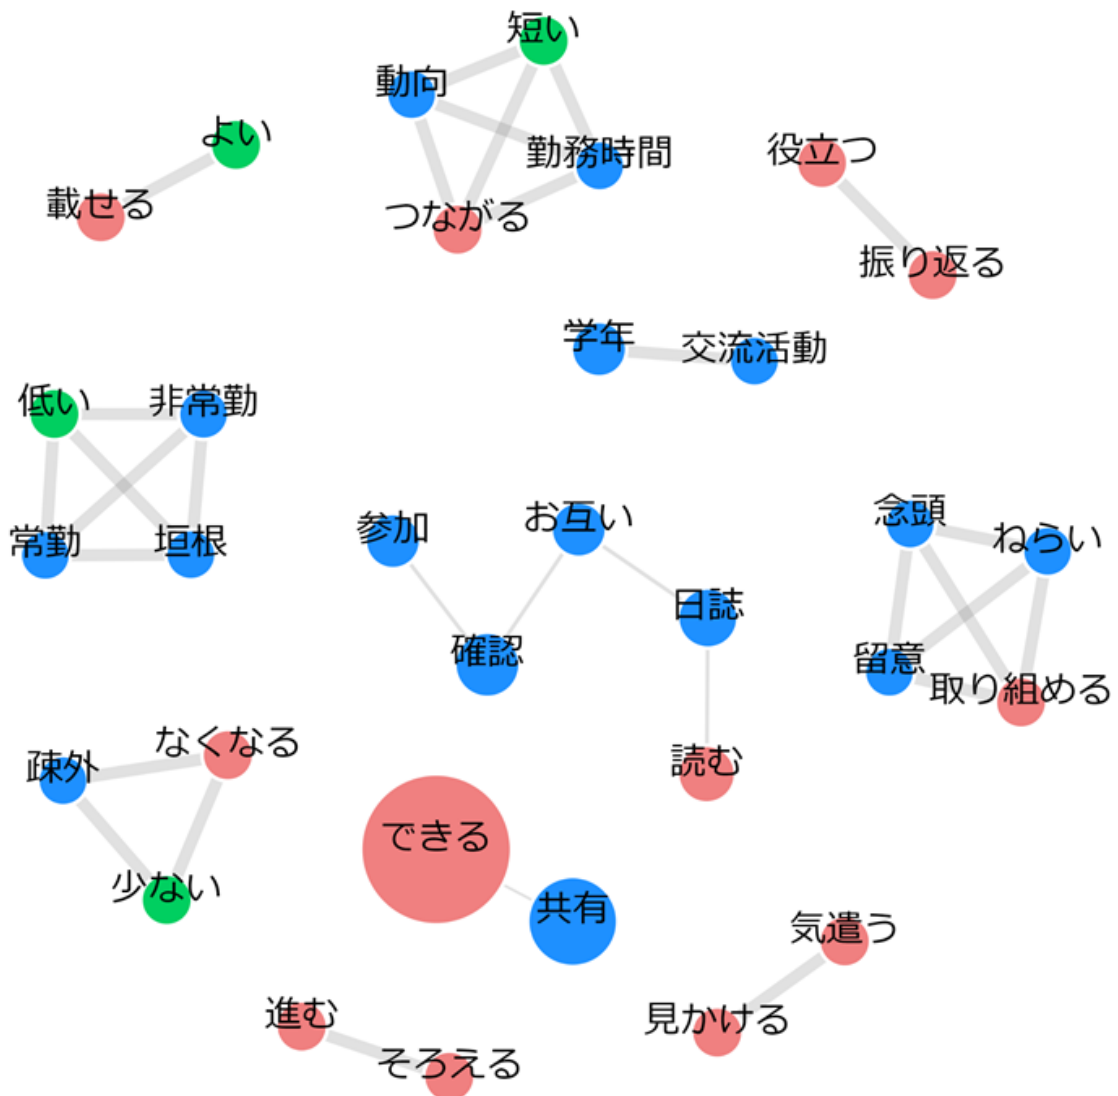 短い
動向
よい
勤務時間
役立つ
載せる
つながる
振り返る
学年
交流活動
低い
非常勤
念頭
お互い
参加
ねらい
常勤
垣根
日誌
確認
留意
取り組める
なくなる
疎外
読む
できる
少ない
共有
気遣う
進む
見かける
そろえる